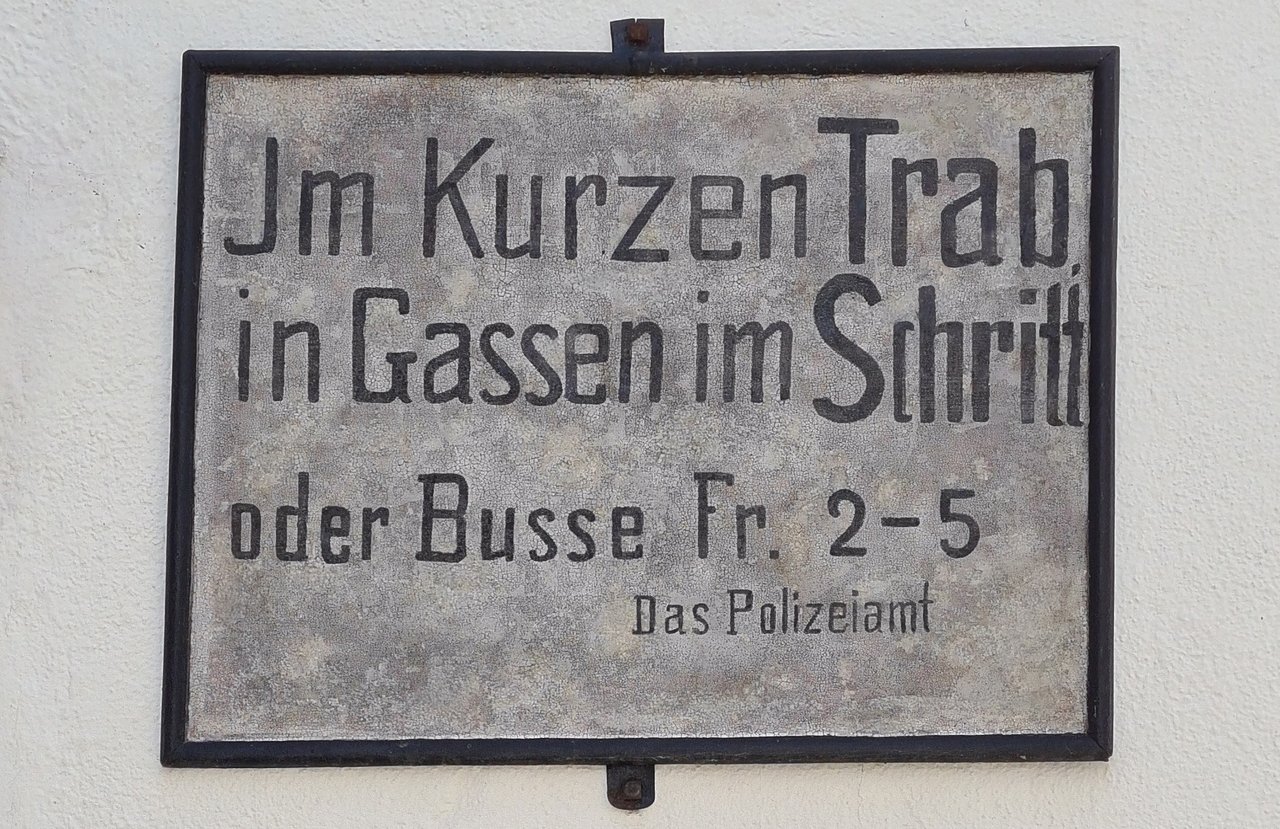 Jm Kurzen Trab,
in Gassen im Schritt
oder Busse Fr. 2-5
Das Polizeiamt